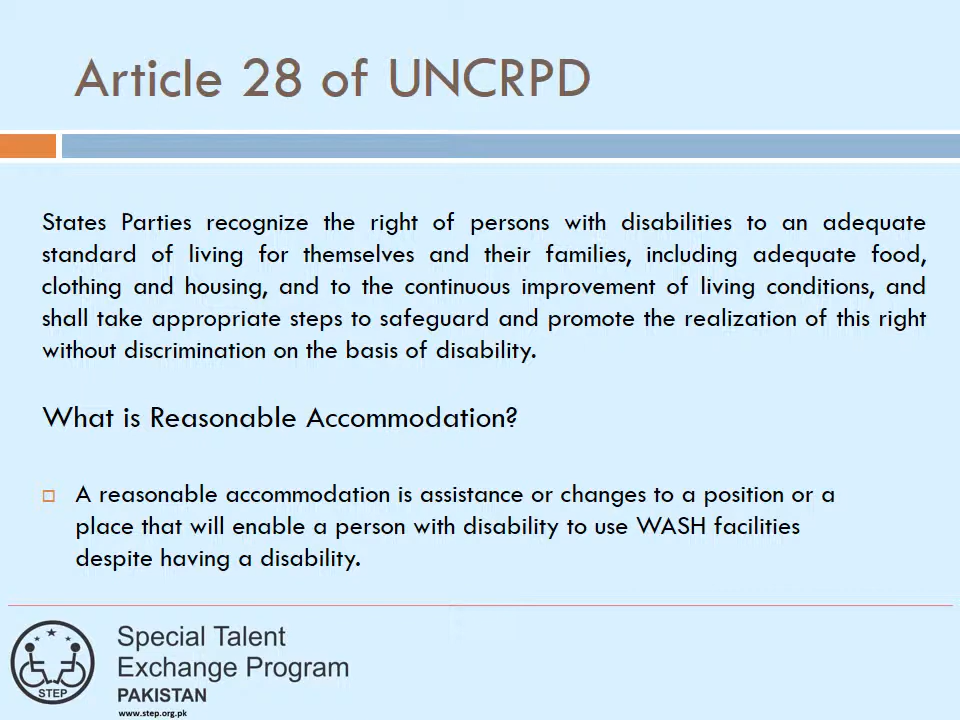 Article 28 of UNCRPD
States Parties recognize the right of persons with disabilities to an adequate
standard of living for themselves and their families, including adequate food,
clothing and housing, and to the continuous improvement of living conditions, and
shall take appropriate steps to safeguard and promote the realization of this right
without discrimination on the basis of disability.
What is Reasonable Accommodation?
A reasonable accommodation is assistance or changes to a position or a
place that will enable a person with disability to use WASH facilities
despite having a disability.
STEP
Special Talent
Exchange Program
PAKISTAN
www.step.org.pk